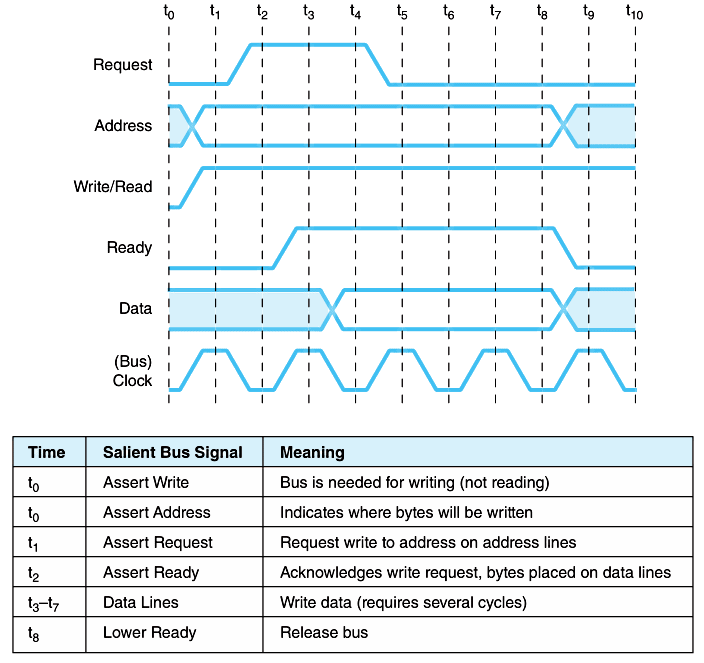 t0 t1 t2 t3 t4 t5 t6 t7 t8 t9 t10
Request
Address
Write/Read
Ready
Data
(Bus)
Clock
Time Salient Bus Signal Meaning
t0 Assert Write Bus is needed for writing (not reading)
t0 Assert Address Indicates where bytes will be written
t1 Assert Request Request write to address on address lines
t2 Assert Ready Acknowledges write request, bytes placed on data lines
t3–t7 Data Lines Write data (requires several cycles)
t8 Lower Ready Release bus